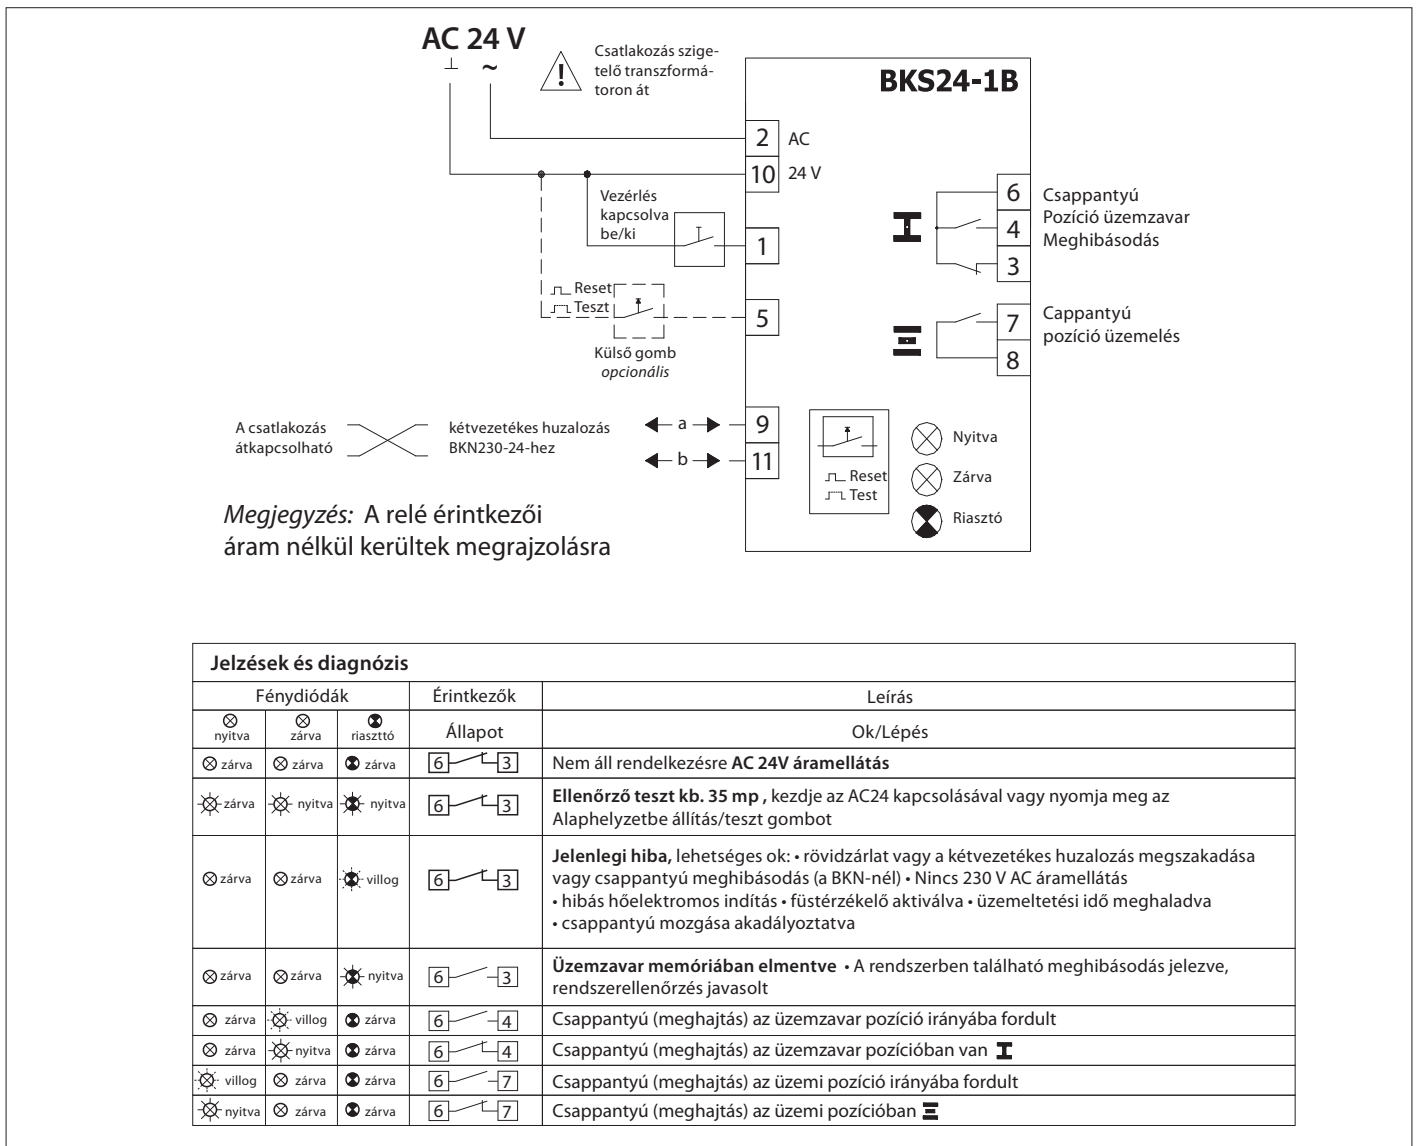 AC 24 V
⊥ ~
Csatlakozás szige-
telő transzformá-
toron át
BKS24-1B
2 AC
10 24 V
Vezérlés
kapcsolva
be/ki
1
Reset
Teszt
5
Külső gomb
opcionális
6 Csappantyú
4 Pozíció üzemzavar
3 Meghibásodás
7 Cappantyú
pozíció üzemelés
8
A csatlakozás
átkapcsolható
kétvezetékes huzalozás
BKN230-24-hez
a 9
b 11
Reset
Test
Nyitva
Zárva
Riasztó
Megjegyzés: A relé érintkezői
áram nélkül kerültek megrajzolásra
Jelzések és diagnózis
Fénydiódák Érintkezők Leírás
nyitva zárva riaszttó Állapot Ok/Lépés
zárva zárva zárva 6 3 Nem áll rendelkezésre AC 24V áramellátás
zárva nyitva nyitva 6 3 Ellenőrző teszt kb. 35 mp , kezdje az AC24 kapcsolásával vagy nyomja meg az
Alaphelyzetbe állítás/teszt gombot
zárva zárva villog 6 3 Jelenlegi hiba, lehetséges ok: • rövidzárlat vagy a kétvezetékes huzalozás megszakadása
vagy csappantyú meghibásodás (a BKN-nél) • Nincs 230 V AC áramellátás
• hibás hőelektromos indítás • füstérzékelő aktiválva • üzemeltetési idő meghaladva
• csappantyú mozgása akadályoztatva
zárva zárva nyitva 6 3 Üzemzavar memóriában elmentve • A rendszerben található meghibásodás jelezve,
rendszerellenőrzés javasolt
zárva villog zárva 6 4 Csappantyú (meghajtás) az üzemzavar pozíció irányába fordult
zárva nyitva zárva 6 4 Csappantyú (meghajtás) az üzemzavar pozícióban van
villog zárva zárva 6 7 Csappantyú (meghajtás) az üzemi pozíció irányába fordult
nyitva zárva zárva 6 7 Csappantyú (meghajtás) az üzemi pozícióban